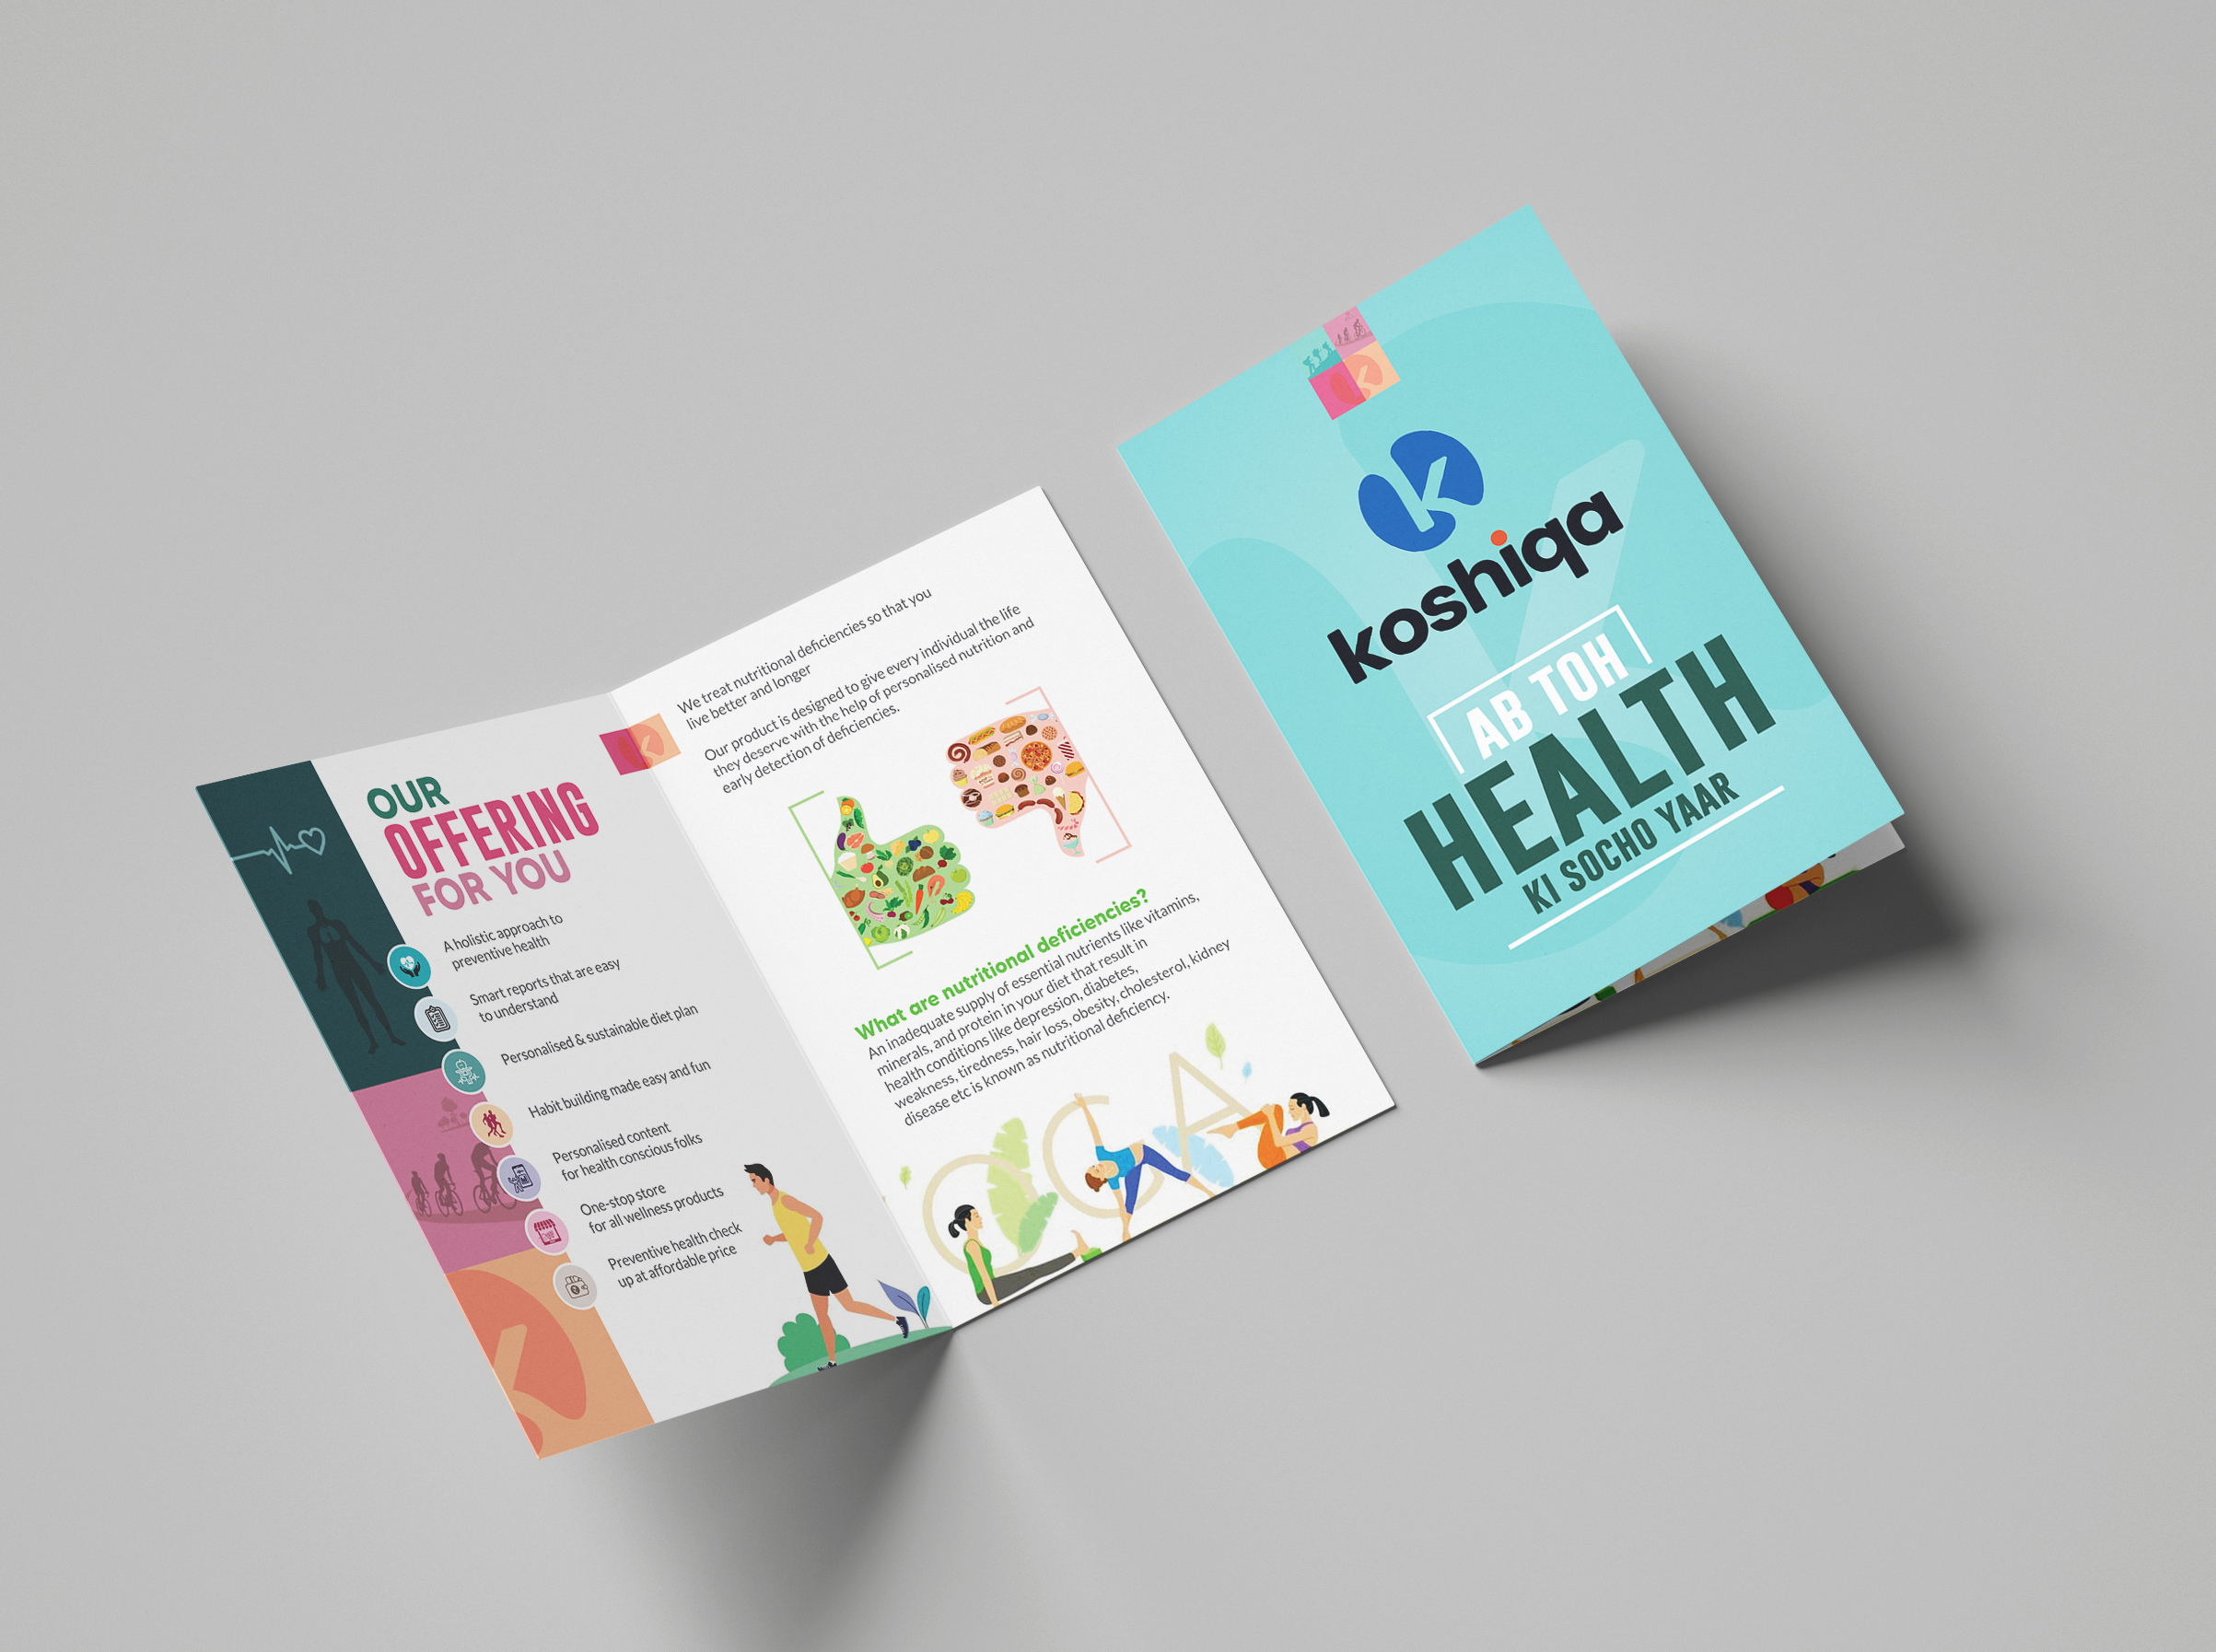 OUR
OFFERING
FOR YOU
A holistic approach to
preventive health
Smart reports that are easy
to understand
Personalised & sustainable diet plan
Habit building made easy and fun
Personalised content
for health conscious folks
One-stop store
for all wellness products
Preventive health check
up at affordable price
We treat nutritional deficiencies so that you
live better and longer
Our product is designed to give every individual the life
they deserve with the help of personalised nutrition and
early detection of deficiencies.
What are nutritional deficiencies?
An inadequate supply of essential nutrients like vitamins,
minerals, and protein in your diet that result in
health conditions like depression, diabetes,
weakness, tiredness, hair loss, obesity, cholesterol, kidney
disease etc is known as nutritional deficiency.
OGA
k
koshiqa
AB TOH
HEALTH
KI SOCHO YAAR